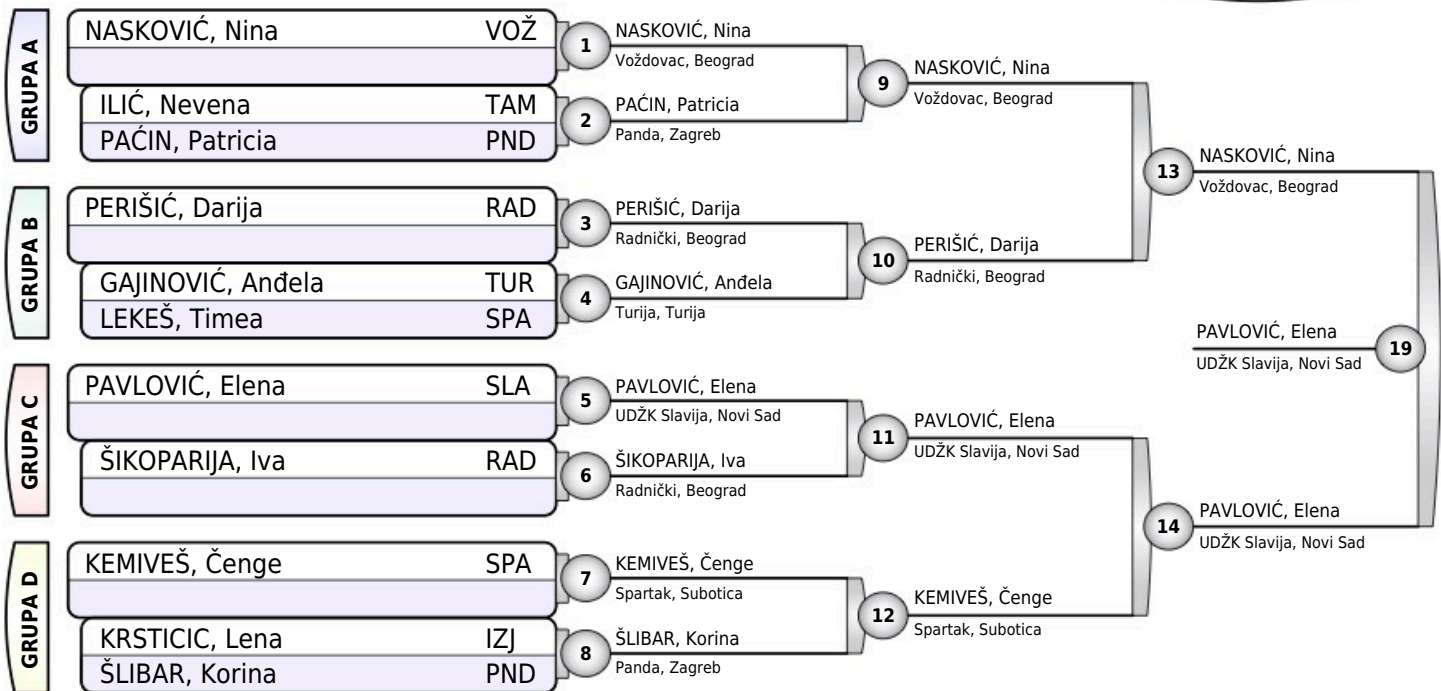 GRUPA A
NASKOVIĆ, Nina VOŽ
ILIĆ, Nevena TAM
PAĆIN, Patricia PND
1
NASKOVIĆ, Nina
Voždovac, Beograd
2
PAĆIN, Patricia
Panda, Zagreb
9
NASKOVIĆ, Nina
Voždovac, Beograd
GRUPA B
PERIŠIĆ, Darija RAD
GAJINOVIĆ, Anđela TUR
LEKEŠ, Timea SPA
3
PERIŠIĆ, Darija
Radnički, Beograd
4
GAJINOVIĆ, Anđela
Turija, Turija
10
PERIŠIĆ, Darija
Radnički, Beograd
13
NASKOVIĆ, Nina
Voždovac, Beograd
GRUPA C
PAVLOVIĆ, Elena SLA
ŠIKOPARIJA, Iva RAD
5
PAVLOVIĆ, Elena
UDŽK Slavija, Novi Sad
6
ŠIKOPARIJA, Iva
Radnički, Beograd
11
PAVLOVIĆ, Elena
UDŽK Slavija, Novi Sad
GRUPA D
KEMIVEŠ, Čenge SPA
KRSTICIC, Lena IZJ
ŠLIBAR, Korina PND
7
KEMIVEŠ, Čenge
Spartak, Subotica
8
ŠLIBAR, Korina
Panda, Zagreb
12
KEMIVEŠ, Čenge
Spartak, Subotica
14
PAVLOVIĆ, Elena
UDŽK Slavija, Novi Sad
PAVLOVIĆ, Elena
UDŽK Slavija, Novi Sad
19